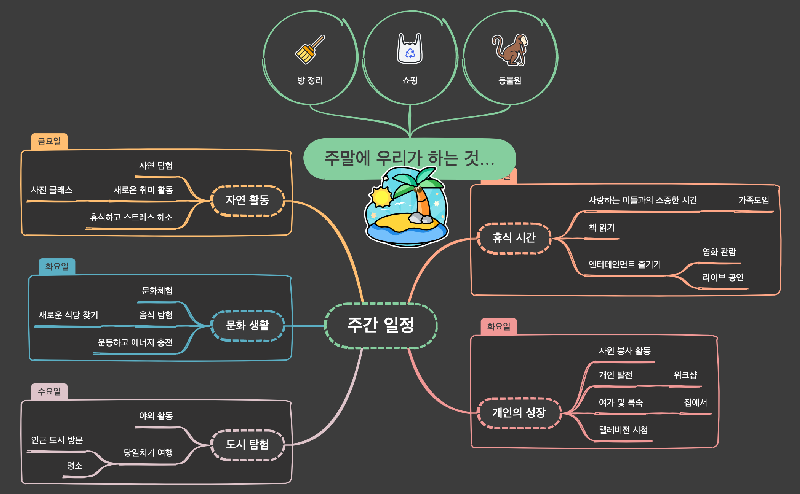 방 정리
쇼핑
동물원
주말에 우리가 하는 것...
금요일
자연 탐험
사진 클래스
새로운 취미 활동
휴식하고 스트레스 해소
자연 활동
사랑하는 이들과의 소중한 시간
가족모임
책 읽기
엔터테인먼트 즐기기
영화 관람
라이브 공연
휴식 시간
화요일
문화체험
새로운 식당 찾기
음식 탐험
운동하고 에너지 충전
문화 생활
주간 일정
화요일
자원 봉사 활동
개인 발전
워크샵
여가 및 복속
집에서
텔레비전 시청
개인의 성장
수요일
야외 활동
인근 도시 방문
당일치기 여행
명소
도시 탐험